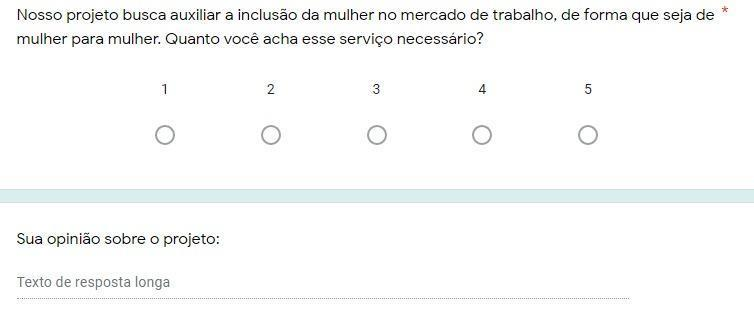 Nosso projeto busca auxiliar a inclusão da mulher no mercado de trabalho, de forma que seja de *
mulher para mulher. Quanto você acha esse serviço necessário?
1 2 3 4 5
Sua opinião sobre o projeto:
Texto de resposta longa